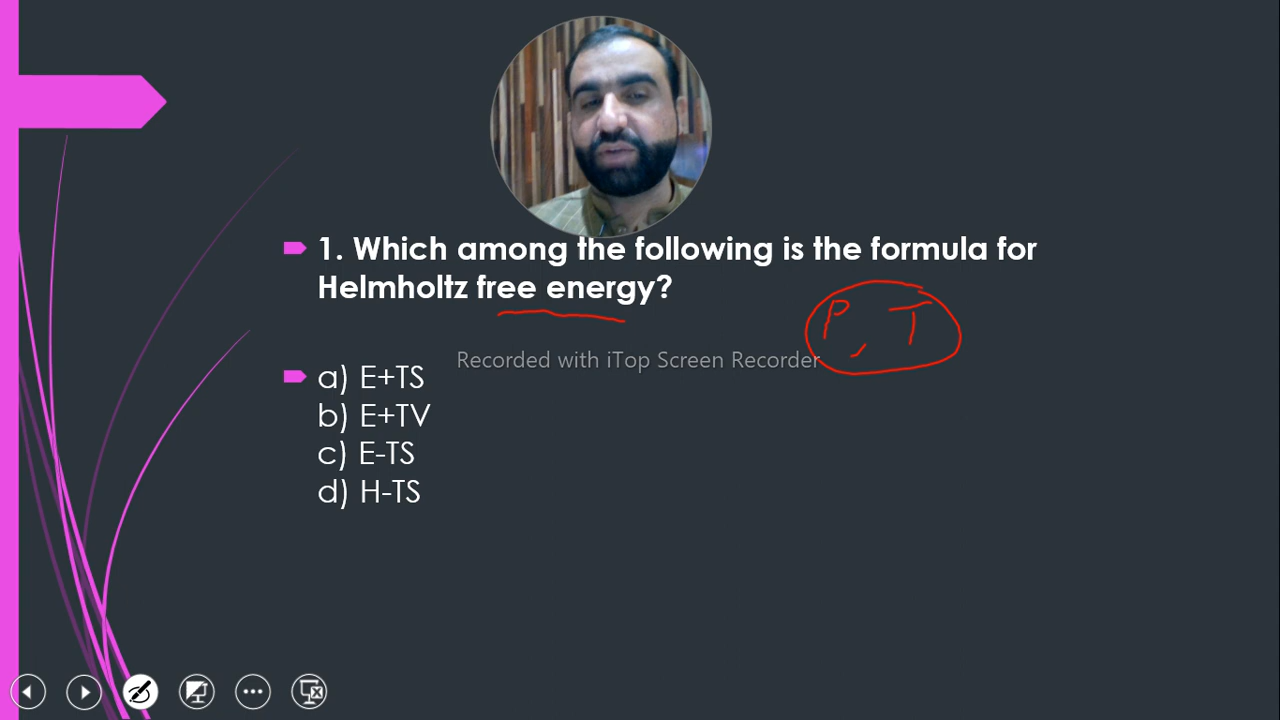 1. Which among the following is the formula for
Helmholtz free energy?
P, T
Recorded with iTop Screen Recorder
a) E+TS
b) E+TV
c) E-TS
d) H-TS